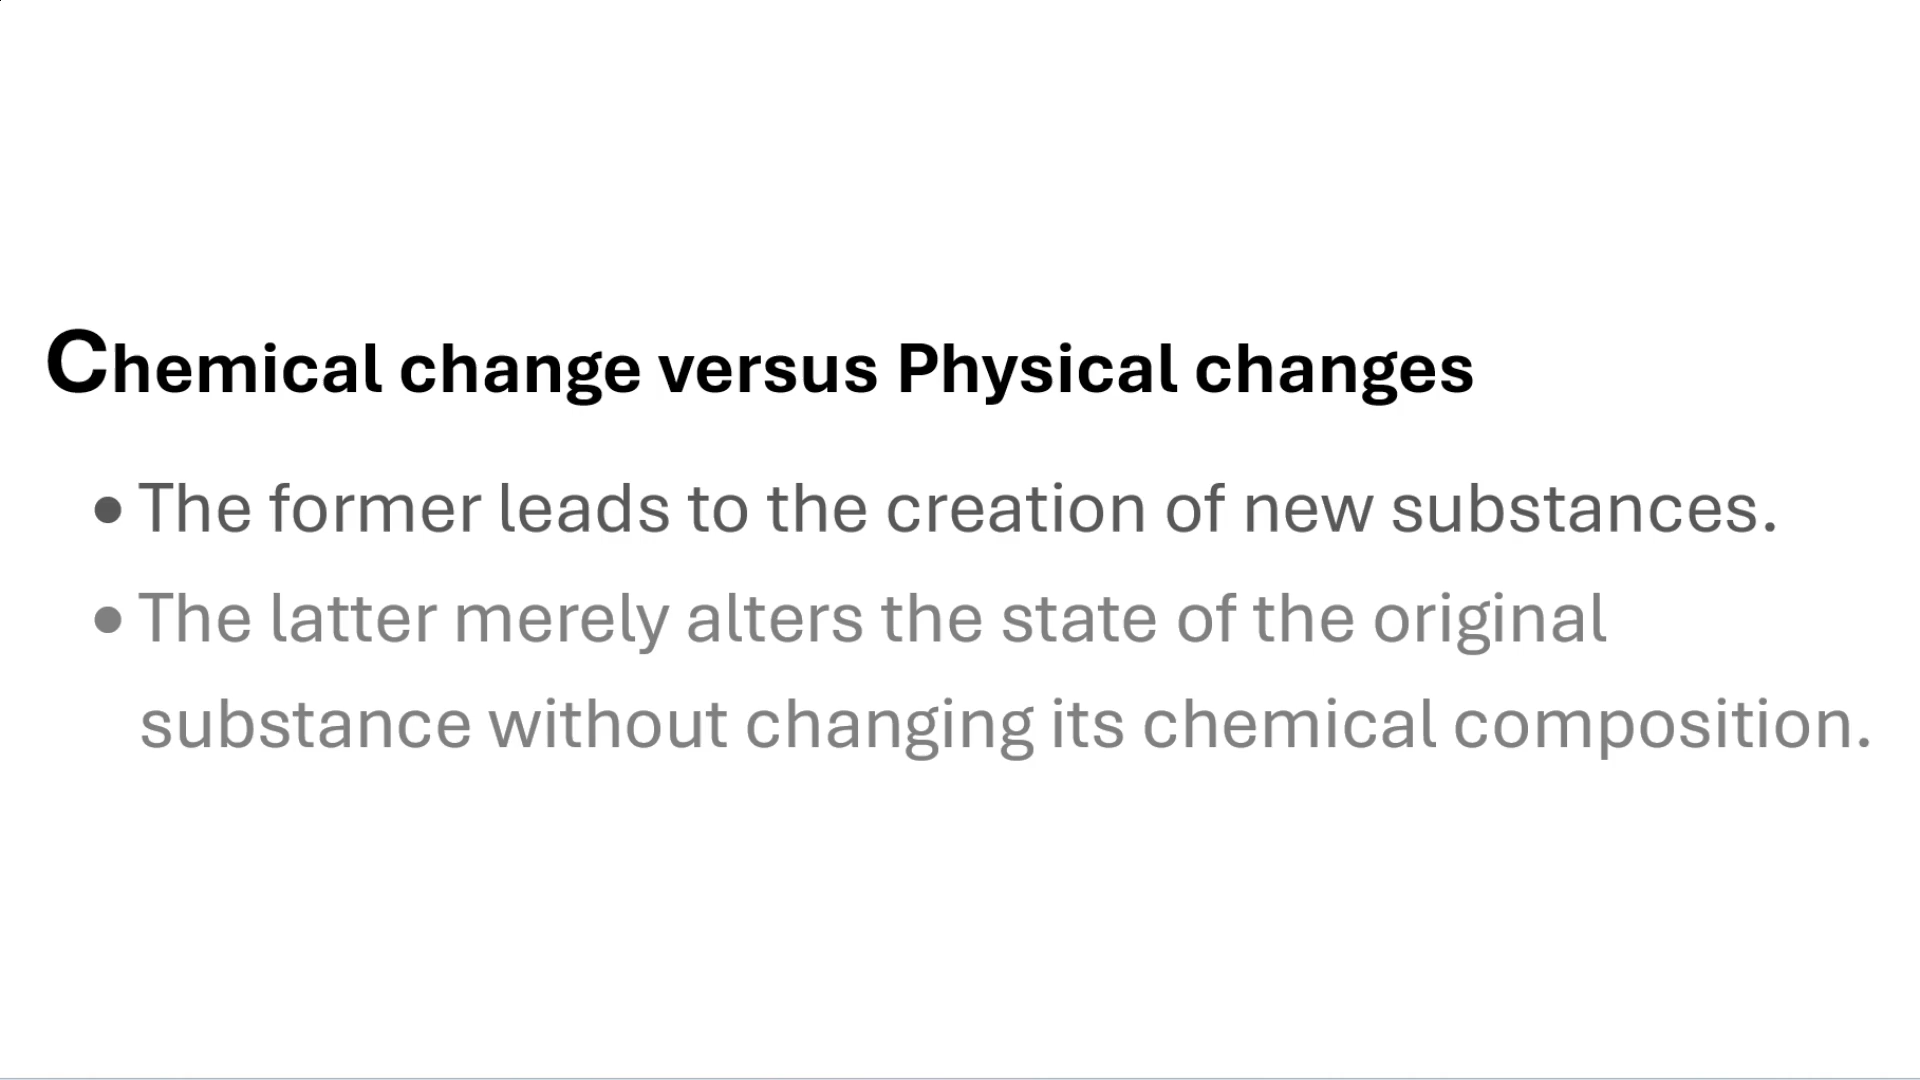 Chemical change versus Physical changes
• The former leads to the creation of new substances.
• The latter merely alters the state of the original
substance without changing its chemical composition.